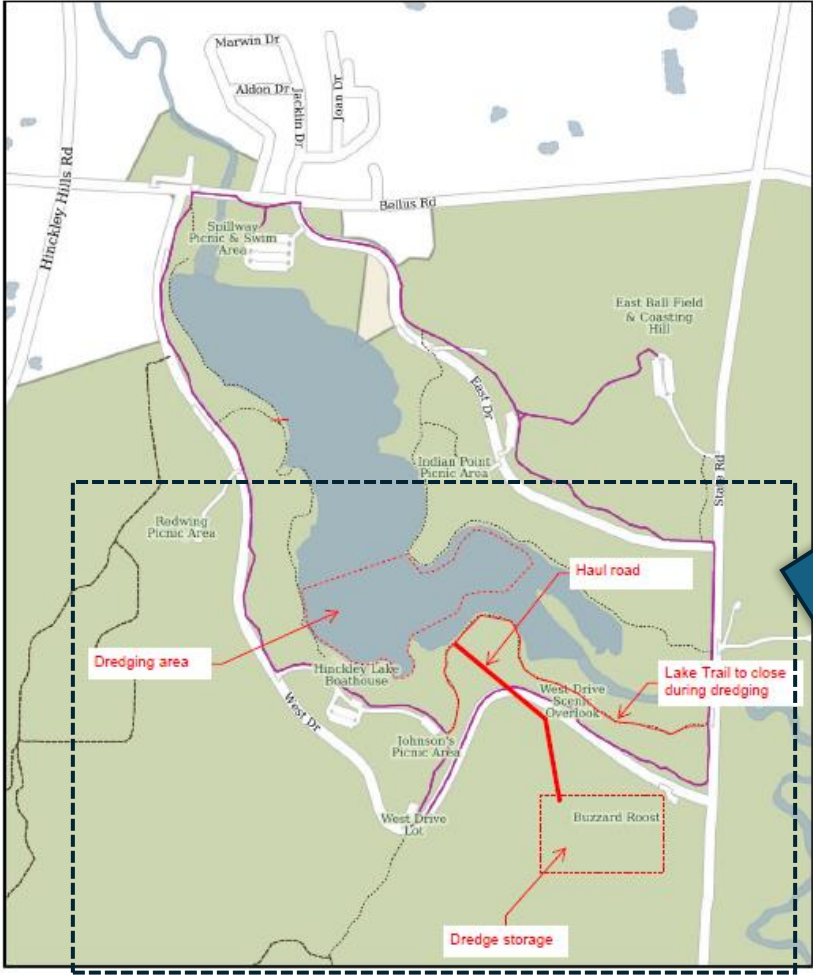 Marwin Dr
Aldon Dr
Jacklin Dr
Joan Dr
Hinckley Hills Rd
Bellus Rd
Spillway
Picnic & Swim
Area
East Ball Field
& Coasting
Hill
East Dr
Indian Point
Picnic Area
State Rd
Redwing
Picnic Area
Haul road
Dredging area
Hinckley Lake
Boathouse
West Drive
Scenic
Overlook
Lake Trail to close
during dredging
West Dr
Johnson's
Picnic Area
West Drive
Lot
Buzzard Roost
Dredge storage